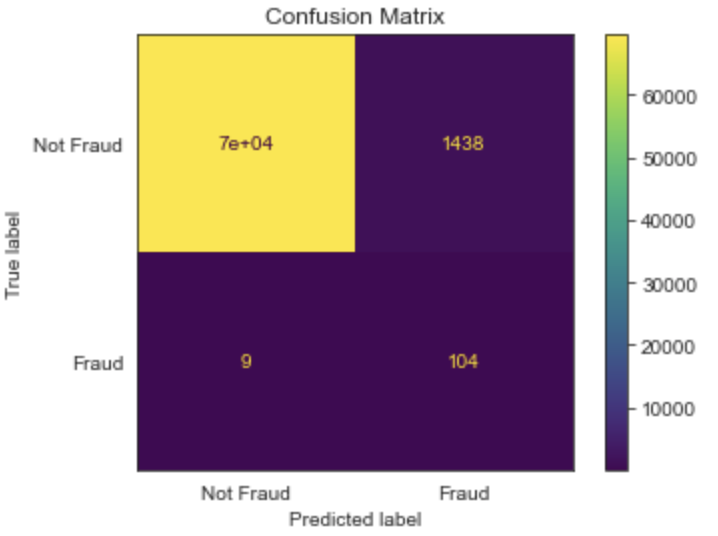 Confusion Matrix
Not Fraud
7e+04
1438
Fraud
9
104
True label
Not Fraud
Fraud
Predicted label
60000
50000
40000
30000
20000
10000